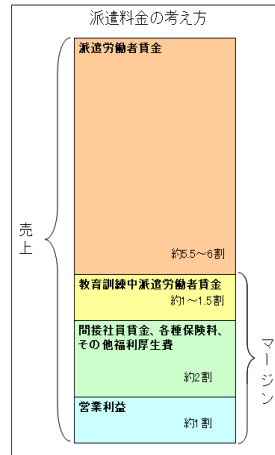 派遣料金の考え方
派遣労働者賃金
約5.5～6割
売上
教育訓練中派遣労働者賃金
約1～1.5割
間接社員賃金、各種保険料、
その他福利厚生費
約2割
営業利益
約1割
マージン